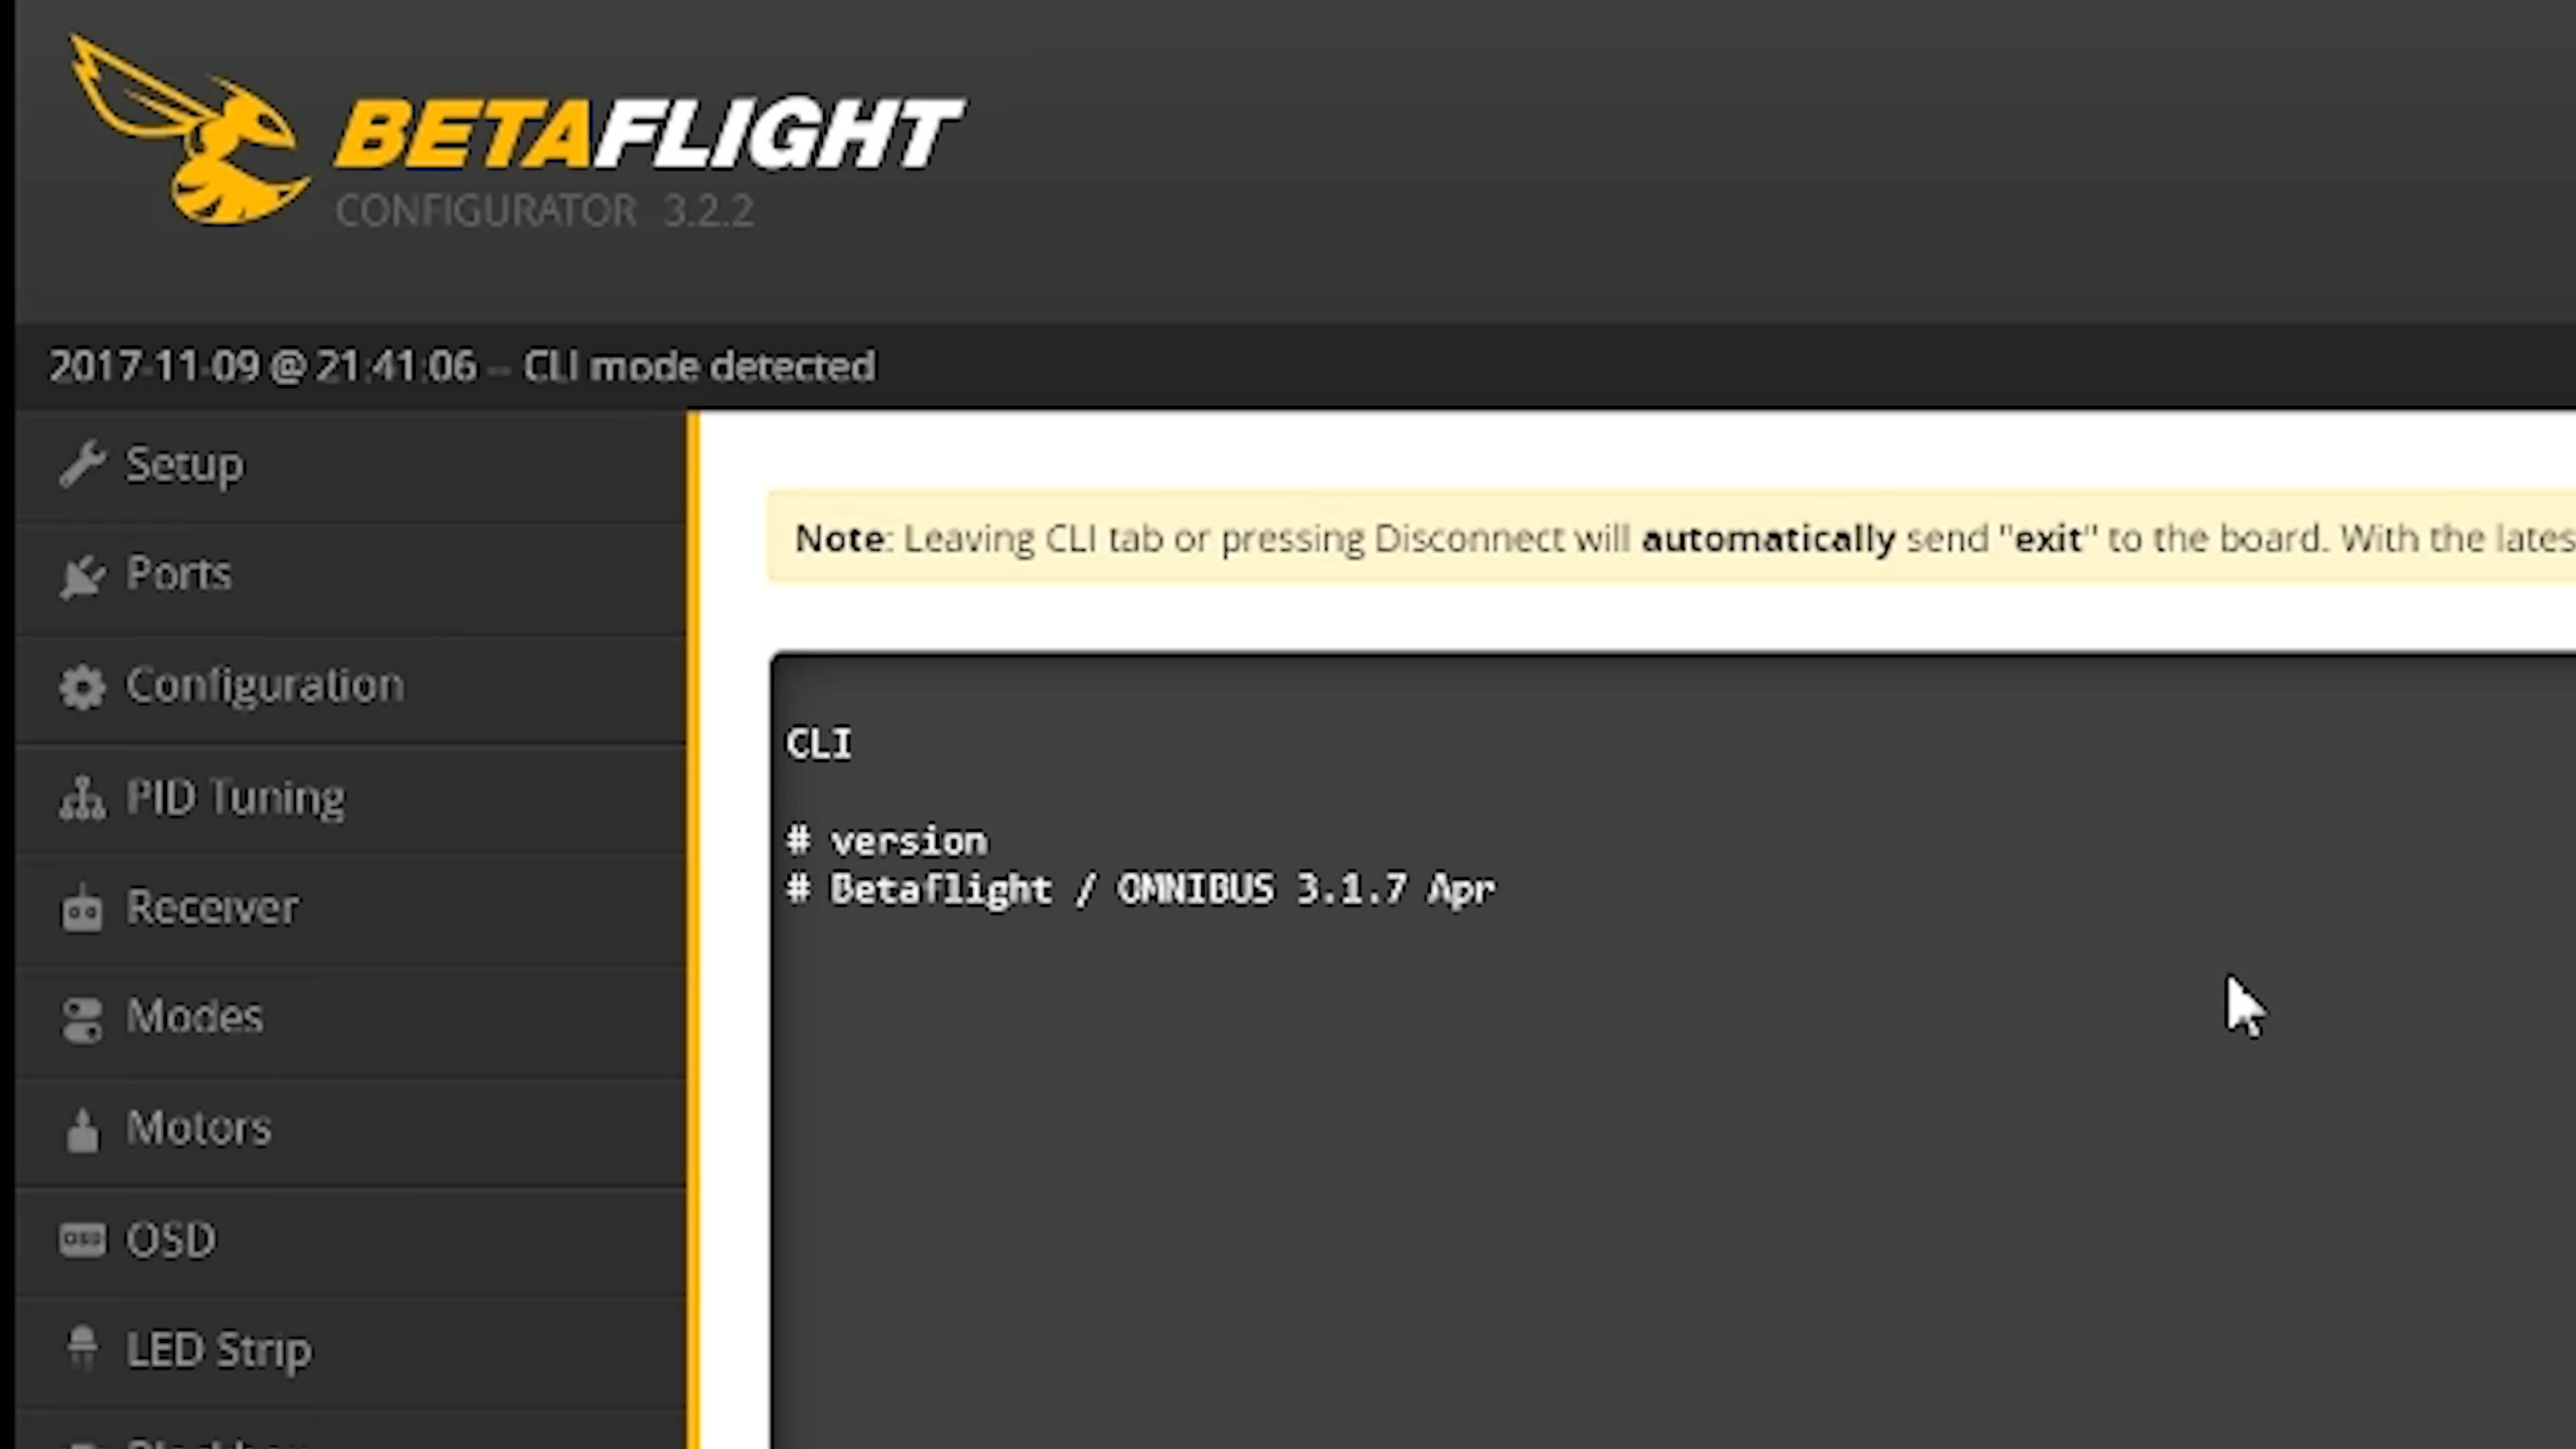 BETAFLIGHT
CONFIGURATOR 3.2.2
2017-11-09 @ 21:41:06 -- CLI mode detected
Setup
Ports
Configuration
PID Tuning
Receiver
Modes
Motors
OSD
OSD
LED Strip
Note: Leaving CLI tab or pressing Disconnect will automatically send "exit" to the board. With the lates
CLI
# version
# Betaflight / OMNIBUS 3.1.7 Apr